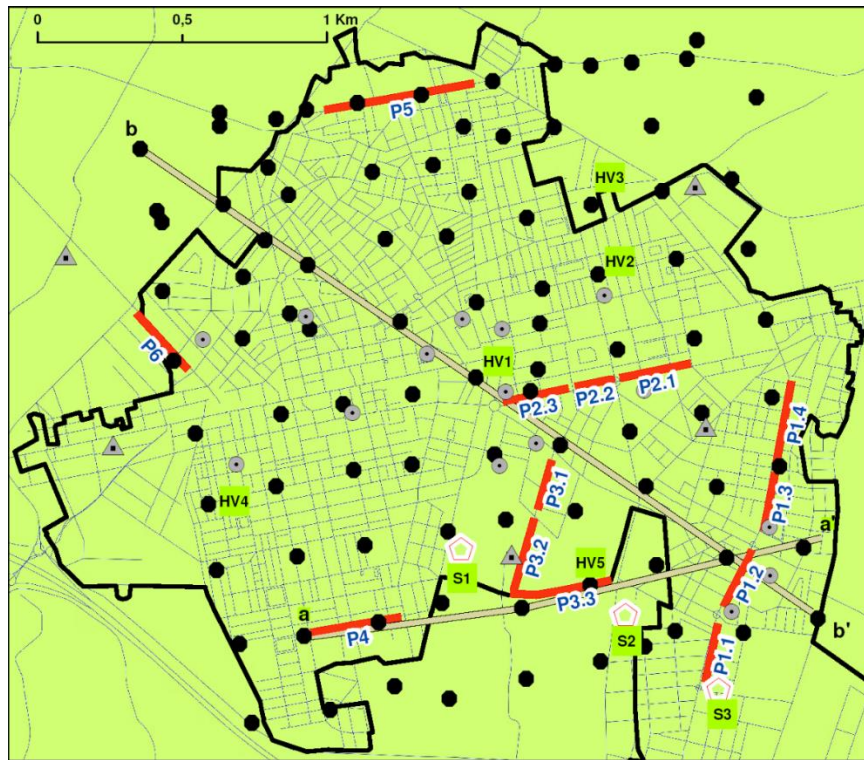 0 0,5 1 Km
b
P5
HV3
HV2
P6
HV1
P2.3
P2.2
P2.1
P1.4
HV4
P3.1
P1.3
a'
P3.2
S1
HV5
P1.2
P3.3
a
P4
S2
b'
P1.1
S3